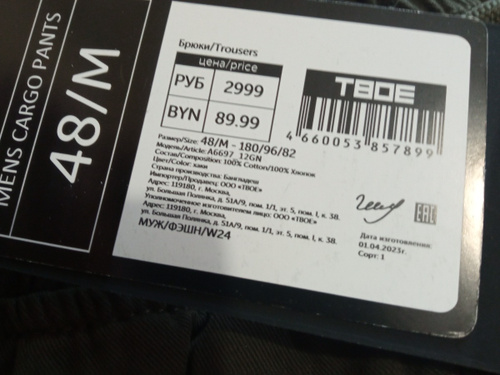 MENS CARGO PANTS
48/M
Брюки/Trousers
цена/price
РУБ 2999
BYN 89.99
ТВОЕ
4 660053 857899
Размер/Size: 48/M - 180/96/82
Модель/Article: A6697 12GN
Состав/Composition: 100% Cotton/100% Хлопок
Цвет/Color: хаки
Страна производства: Бангладеш
Импортер/Продавец: ООО «ТВОЕ»
Адрес: 119180, г. Москва,
ул. Большая Полянка, д. 51А/9, пом. 1/1, эт. 5, пом. I, к. 38.
Уполномоченное изготовителем лицо: ООО «ТВОЕ»
Адрес: 119180, г. Москва,
ул. Большая Полянка, д. 51А/9, пом. 1/1, эт. 5, пом. I, к. 38.
МУЖ/ФЭШН/W24
EAC
Дата изготовления:
01.04.2023г.
Сорт: 1